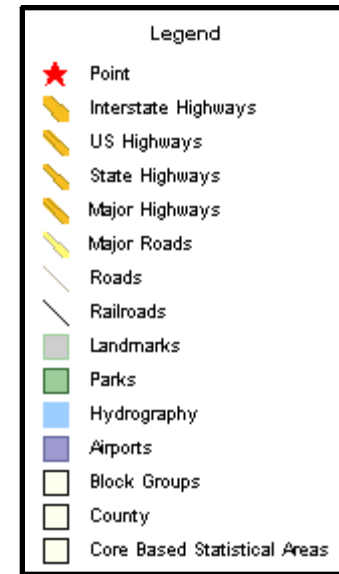 Legend
Point
Interstate Highways
US Highways
State Highways
Major Highways
Major Roads
Roads
Railroads
Landmarks
Parks
Hydrography
Airports
Block Groups
County
Core Based Statistical Areas